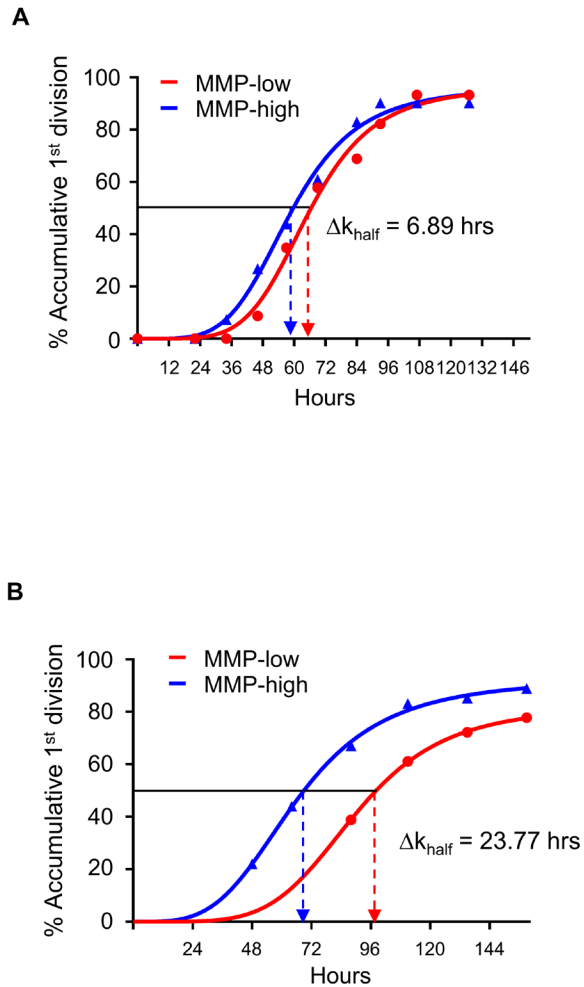 A
100
80
60
40
20
0
% Accumulative 1st division
MMP-low
MMP-high
Δkhalf = 6.89 hrs
12 24 36 48 60 72 84 96 108 120 132 146
Hours
B
100
80
60
40
20
0
% Accumulative 1st division
MMP-low
MMP-high
Δkhalf = 23.77 hrs
24 48 72 96 120 144
Hours